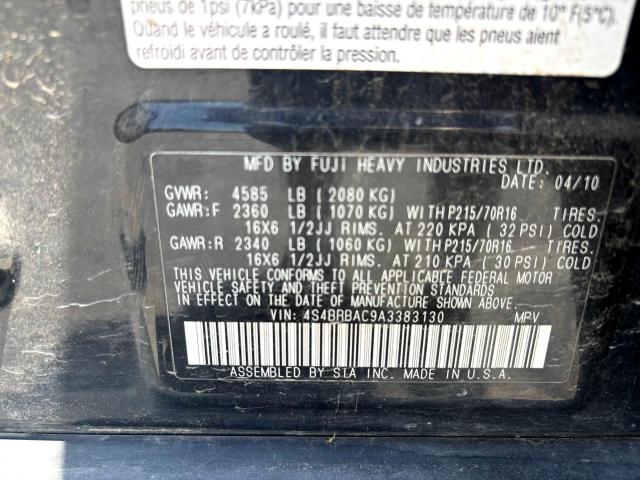 pneus de 1psi (7kPa) pour une baisse de température de 10° F(5°C).
Quand le véhicule a roulé, il faut attendre que les pneus aient
refroidi avant de contrôler la pression.
MFD BY FUJI HEAVY INDUSTRIES LTD.
DATE: 04/10
GVWR: 4585 LB ( 2080 KG)
GAWR:F 2360 LB ( 1070 KG) WITH P215/70R16 TIRES.
16X6 1/2JJ RIMS. AT 220 KPA ( 32 PSI) COLD
GAWR:R 2340 LB ( 1060 KG) WITH P215/70R16 TIRES.
16X6 1/2JJ RIMS. AT 210 KPA ( 30 PSI) COLD
THIS VEHICLE CONFORMS TO ALL APPLICABLE FEDERAL MOTOR
VEHICLE SAFETY AND THEFT PREVENTION STANDARDS
IN EFFECT ON THE DATE OF MANUFACTURE SHOWN ABOVE.
VIN: 4S4BRBAC9A3383130 MPV
ASSEMBLED BY SIA INC. MADE IN U.S.A.